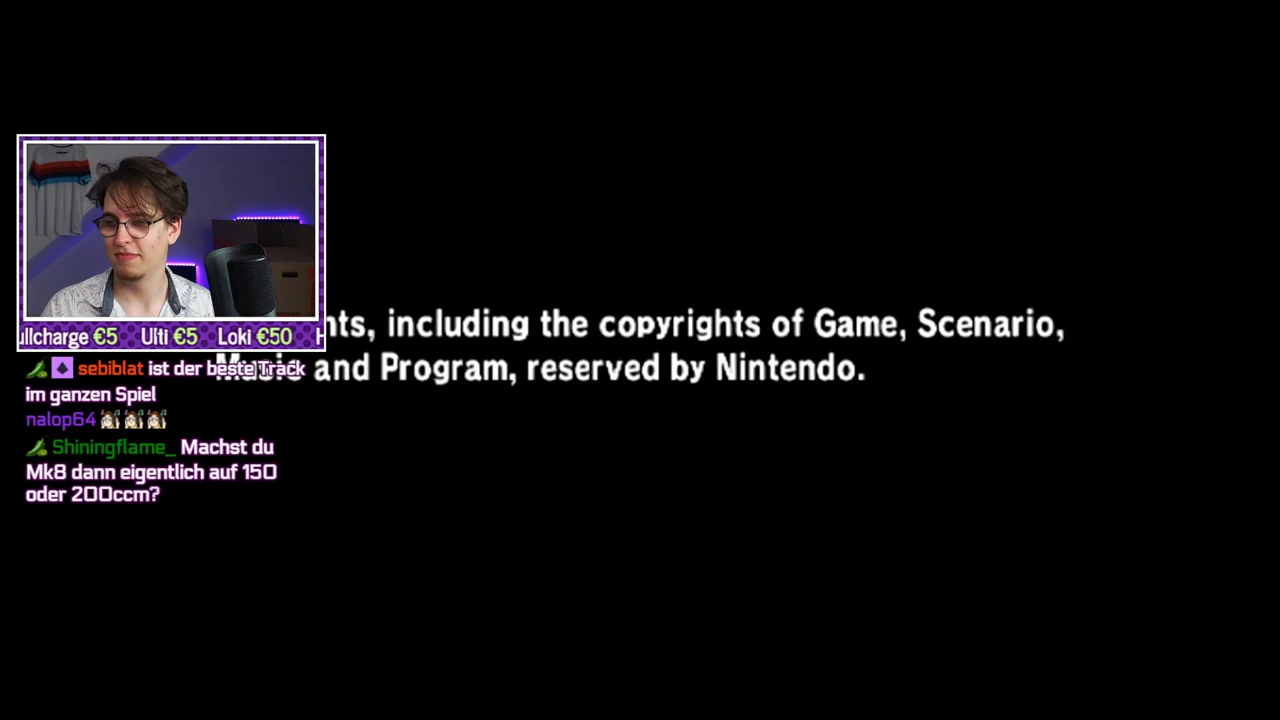 nts, including the copyrights of Game, Scenario,
Music and Program, reserved by Nintendo.
ullcharge €5 Ulti €5 Loki €50 H
sebiblat ist der beste Track
im ganzen Spiel
nalop64
Shiningflame_ Machst du
Mk8 dann eigentlich auf 150
oder 200ccm?